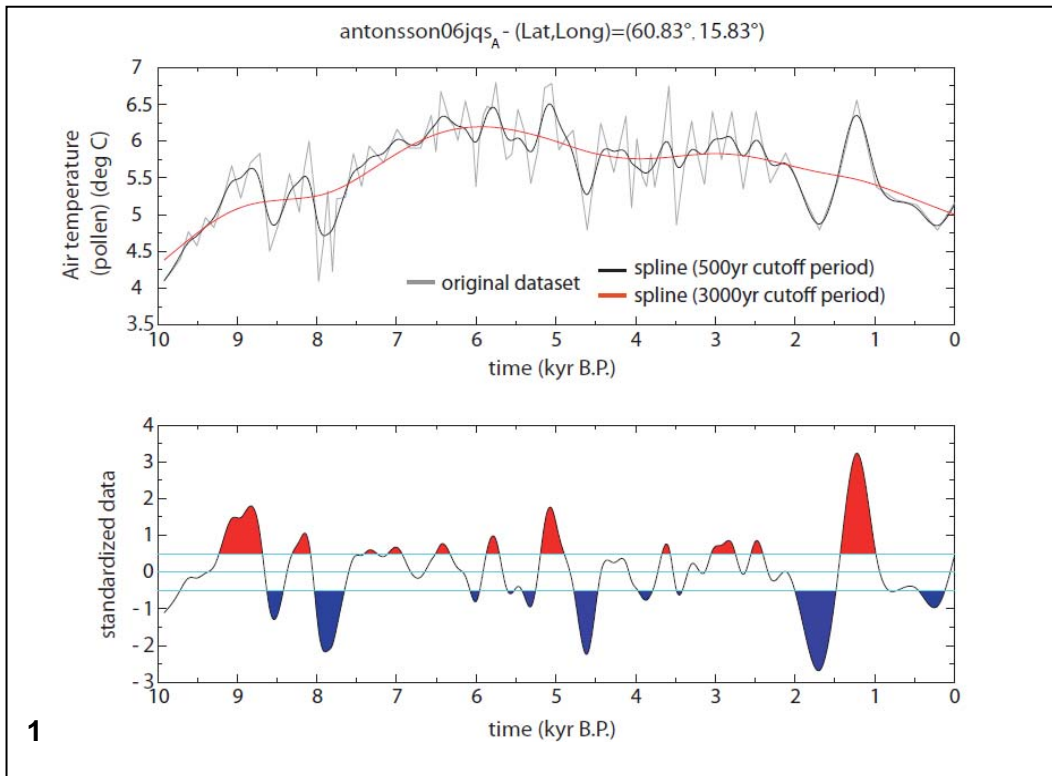 antonsson06jqs_A - (Lat,Long)=(60.83°, 15.83°)
7
6.5
6
5.5
5
4.5
4
3.5
Air temperature
(pollen) (deg C)
original dataset
spline (500yr cutoff period)
spline (3000yr cutoff period)
10 9 8 7 6 5 4 3 2 1 0
time (kyr B.P.)
4
3
2
1
0
-1
-2
-3
standardized data
10 9 8 7 6 5 4 3 2 1 0
time (kyr B.P.)
1